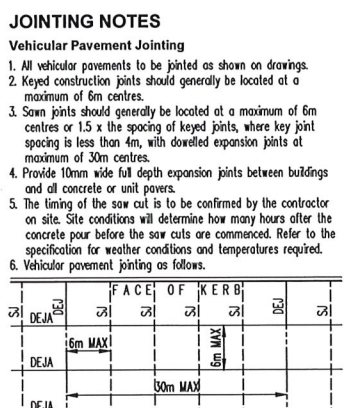 JOINTING NOTES
Vehicular Pavement Jointing
1. All vehicular pavements to be jointed as shown on drawings.
2. Keyed construction joints should generally be located at a
maximum of 6m centres.
3. Sawn joints should generally be located at a maximum of 6m
centres or 1.5 x the spacing of keyed joints, where key joint
spacing is less than 4m, with dowelled expansion joints at
maximum of 30m centres.
4. Provide 10mm wide full depth expansion joints between buildings
and all concrete or unit pavers.
5. The timing of the saw cut is to be confirmed by the contractor
on site. Site conditions will determine how many hours after the
concrete pour before the saw cuts are commenced. Refer to the
specification for weather conditions and temperatures required.
6. Vehicular pavement jointing as follows.
FACE OF KERB
SJ DEJ SJ SJ SJ SJ DEJ SJ
DEJA
6m MAX 6m MAX
DEJA
30m MAX
DEJA